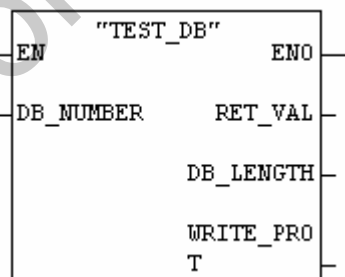 "TEST_DB"
EN ENO
DB_NUMBER RET_VAL
DB_LENGTH
WRITE_PRO
T